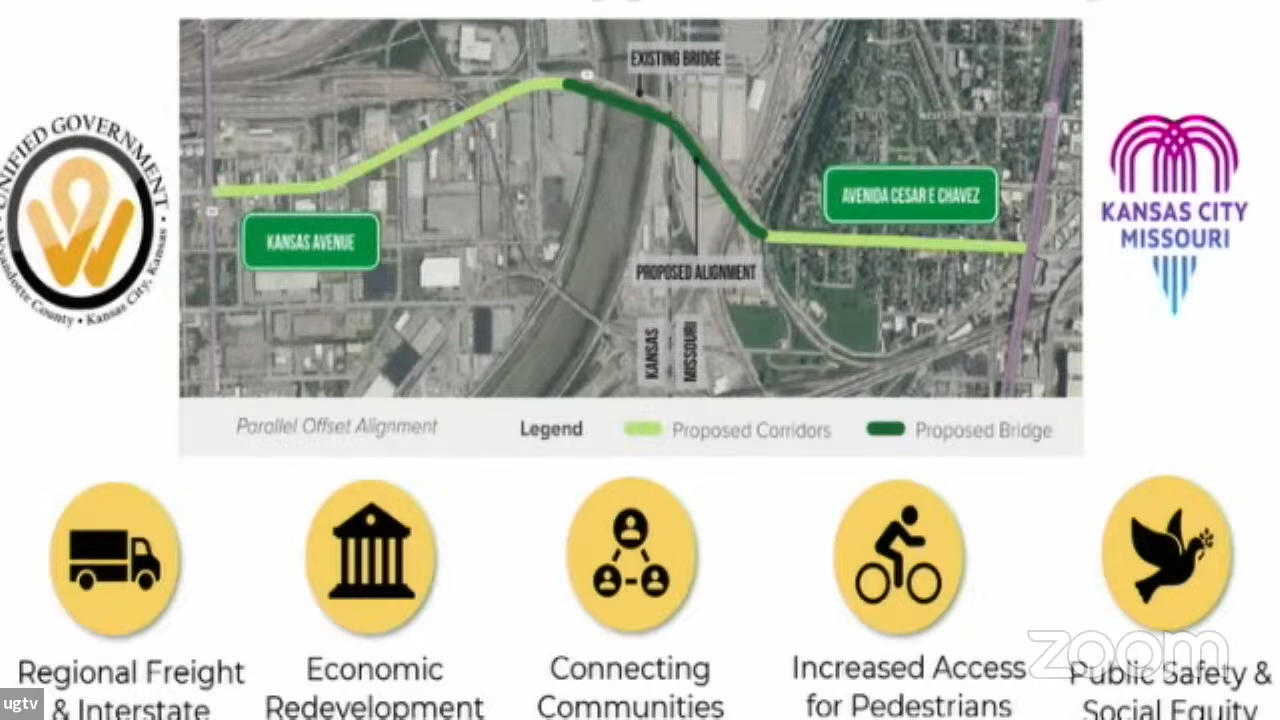 EXISTING BRIDGE
UNIFIED GOVERNMENT
Wyandotte County • Kansas City, Kansas
KANSAS AVENUE
AVENIDA CESAR E CHAVEZ
KANSAS CITY
MISSOURI
PROPOSED ALIGNMENT
KANSAS
MISSOURI
Parallel Offset Alignment
Legend
Proposed Corridors
Proposed Bridge
Regional Freight
& Interstate
Economic
Redevelopment
Connecting
Communities
Increased Access
for Pedestrians
Public Safety &
Social Equity
zoom
ugtv